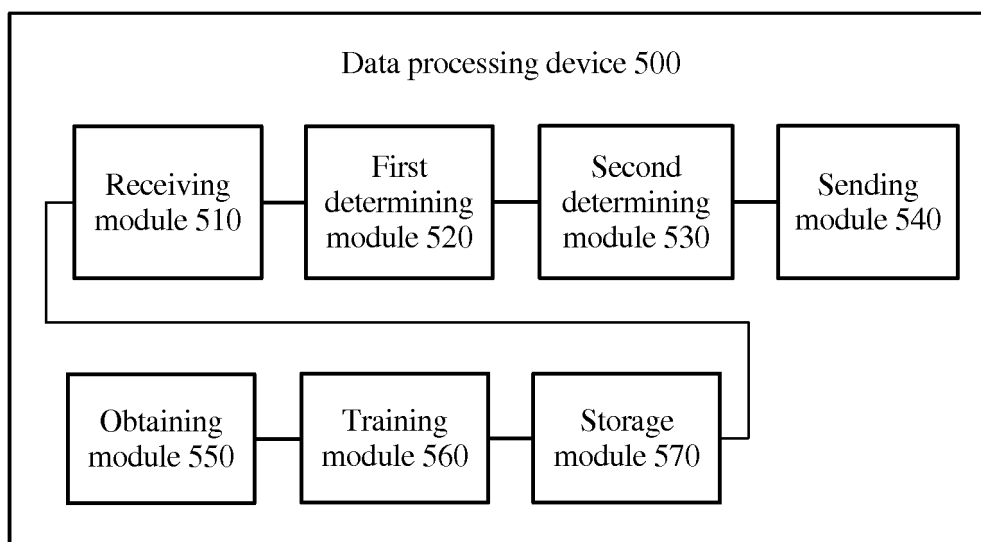 Data processing device 500
Receiving
module 510
First
determining
module 520
Second
determining
module 530
Sending
module 540
Obtaining
module 550
Training
module 560
Storage
module 570